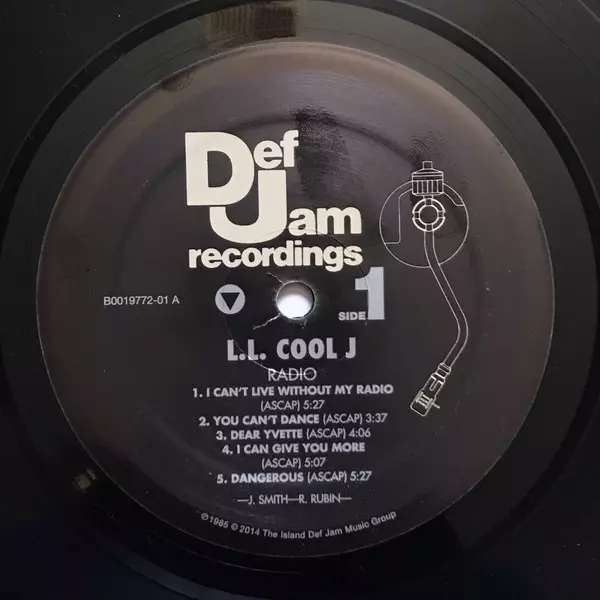 Def
Jam
recordings
B0019772-01 A
SIDE 1
L.L. COOL J
RADIO
1. I CAN'T LIVE WITHOUT MY RADIO
(ASCAP) 5:27
2. YOU CAN'T DANCE (ASCAP) 3:37
3. DEAR YVETTE (ASCAP) 4:06
4. I CAN GIVE YOU MORE
(ASCAP) 5:07
5. DANGEROUS (ASCAP) 5:27
—J. SMITH—R. RUBIN—
℗1985 ©2014 The Island Def Jam Music Group